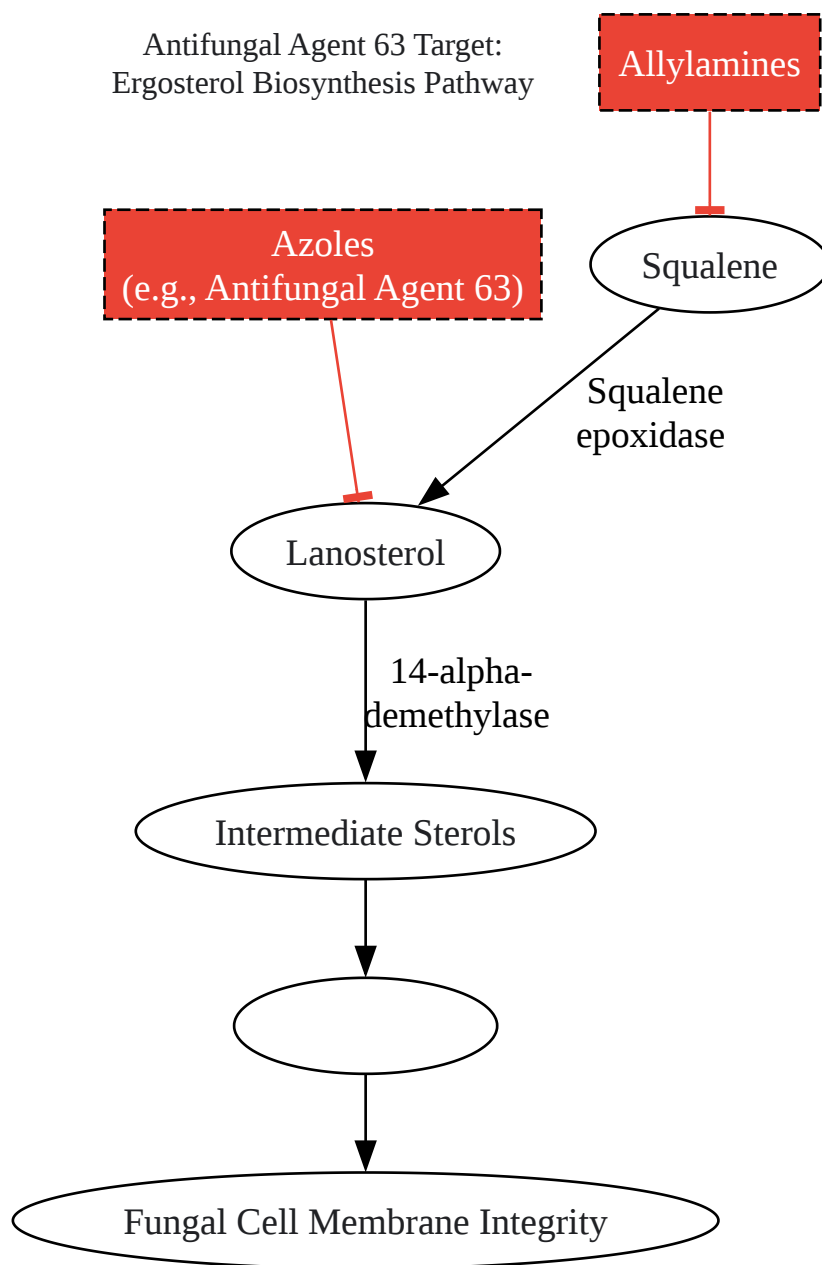 Antifungal Agent 63 Target:
Ergosterol Biosynthesis Pathway
Allylamines
Azoles
(e.g., Antifungal Agent 63)
Squalene
Squalene
epoxidase
Lanosterol
14-alpha-
demethylase
Intermediate Sterols
Fungal Cell Membrane Integrity